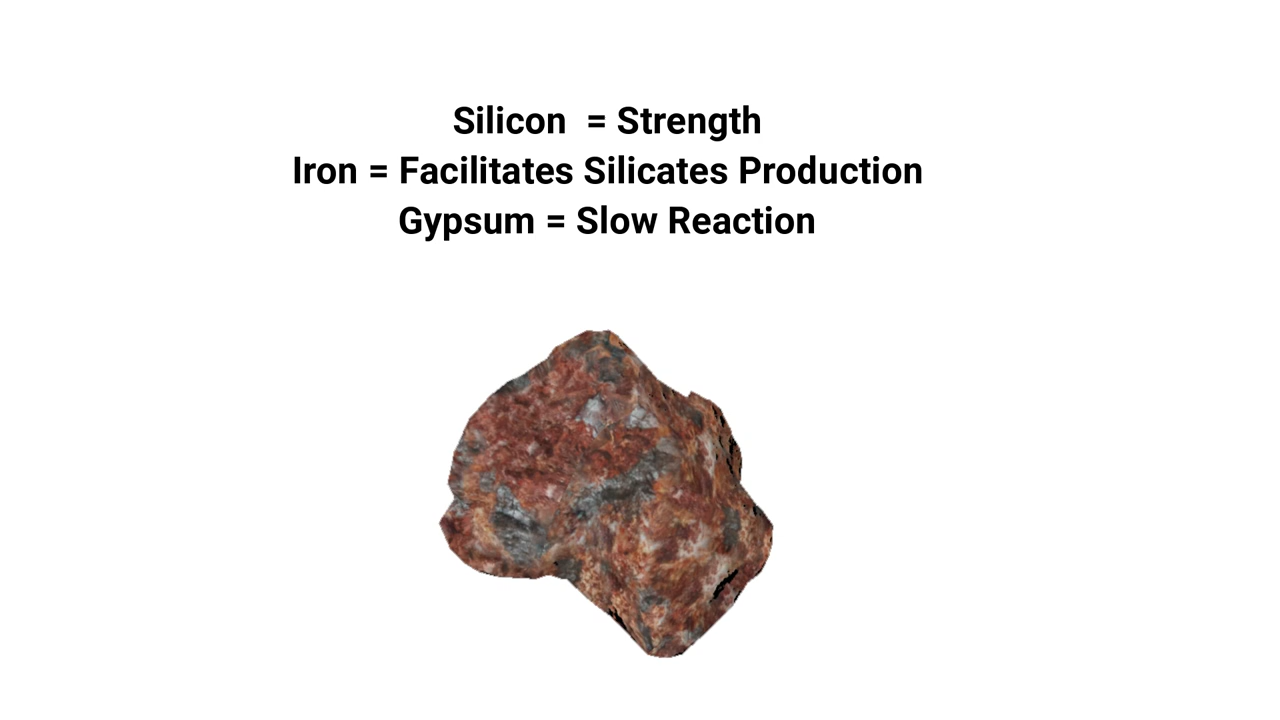 Silicon  = Strength
Iron = Facilitates Silicates Production
Gypsum = Slow Reaction